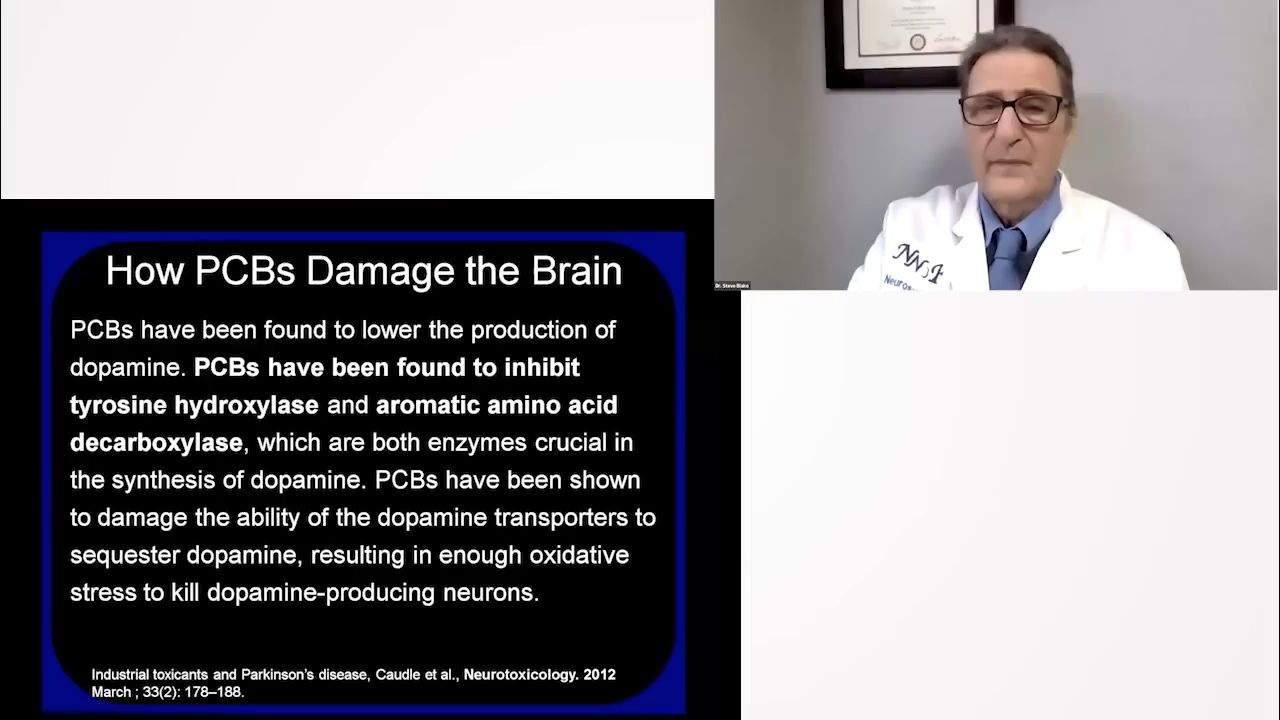 How PCBs Damage the Brain
PCBs have been found to lower the production of
dopamine. PCBs have been found to inhibit
tyrosine hydroxylase and aromatic amino acid
decarboxylase, which are both enzymes crucial in
the synthesis of dopamine. PCBs have been shown
to damage the ability of the dopamine transporters to
sequester dopamine, resulting in enough oxidative
stress to kill dopamine-producing neurons.
Industrial toxicants and Parkinson's disease, Caudle et al., Neurotoxicology. 2012
March ; 33(2): 178–188.
Dr. Steve Blake